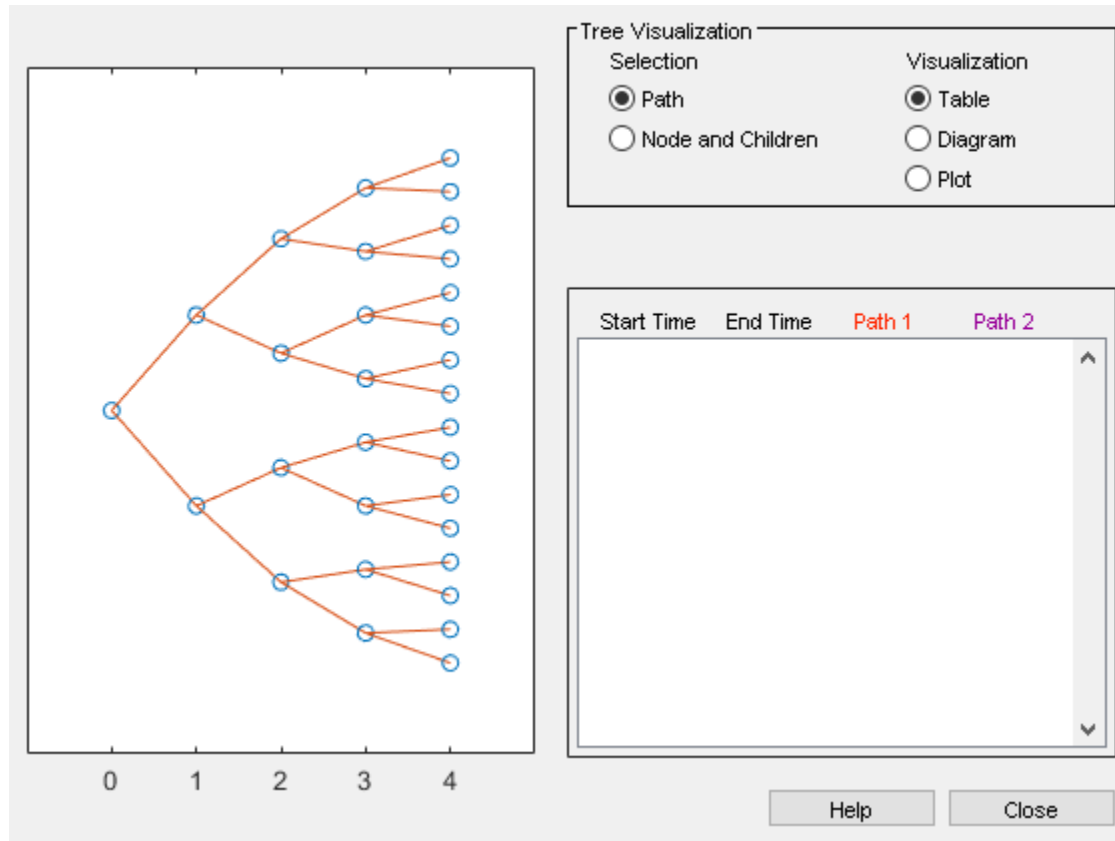 Tree Visualization
Selection Visualization
Path Table
Node and Children Diagram
Plot
Start Time End Time Path 1 Path 2
0 1 2 3 4
Help Close